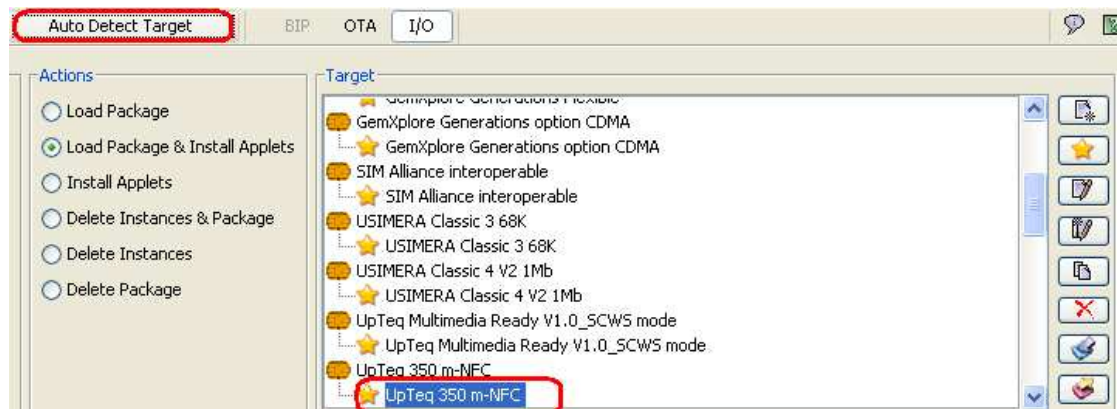 Auto Detect Target
BIP
OTA
I/O
Actions
Load Package
Load Package & Install Applets
Install Applets
Delete Instances & Package
Delete Instances
Delete Package
Target
GemXplore Generations Flexible
GemXplore Generations option CDMA
GemXplore Generations option CDMA
SIM Alliance interoperable
SIM Alliance interoperable
USIMERA Classic 3 68K
USIMERA Classic 3 68K
USIMERA Classic 4 V2 1Mb
USIMERA Classic 4 V2 1Mb
UpTeq Multimedia Ready V1.0_SCWS mode
UpTeq Multimedia Ready V1.0_SCWS mode
UpTeq 350 m-NFC
UpTeq 350 m-NFC